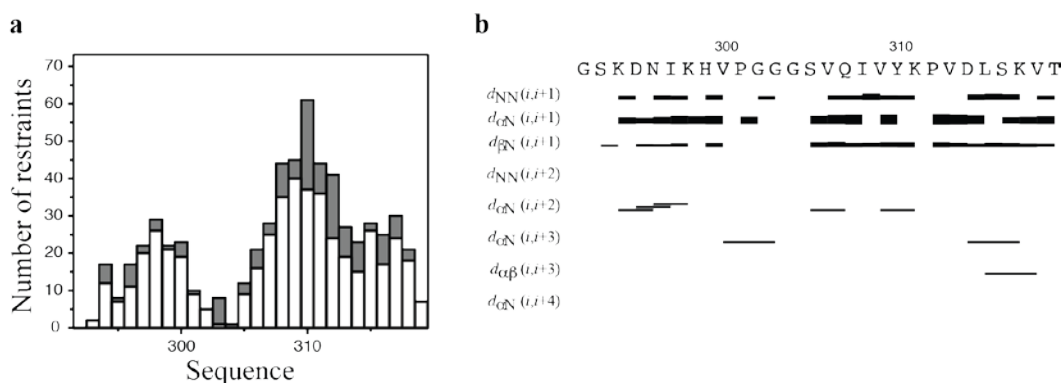 a
Number of restraints
70
60
50
40
30
20
10
0
300
310
Sequence
b
300
310
G S K D N I K H V P G G G S V Q I V Y K P V D L S K V T
dNN (i,i+1)
dαN (i,i+1)
dβN (i,i+1)
dNN (i,i+2)
dαN (i,i+2)
dαN (i,i+3)
dαβ (i,i+3)
dαN (i,i+4)